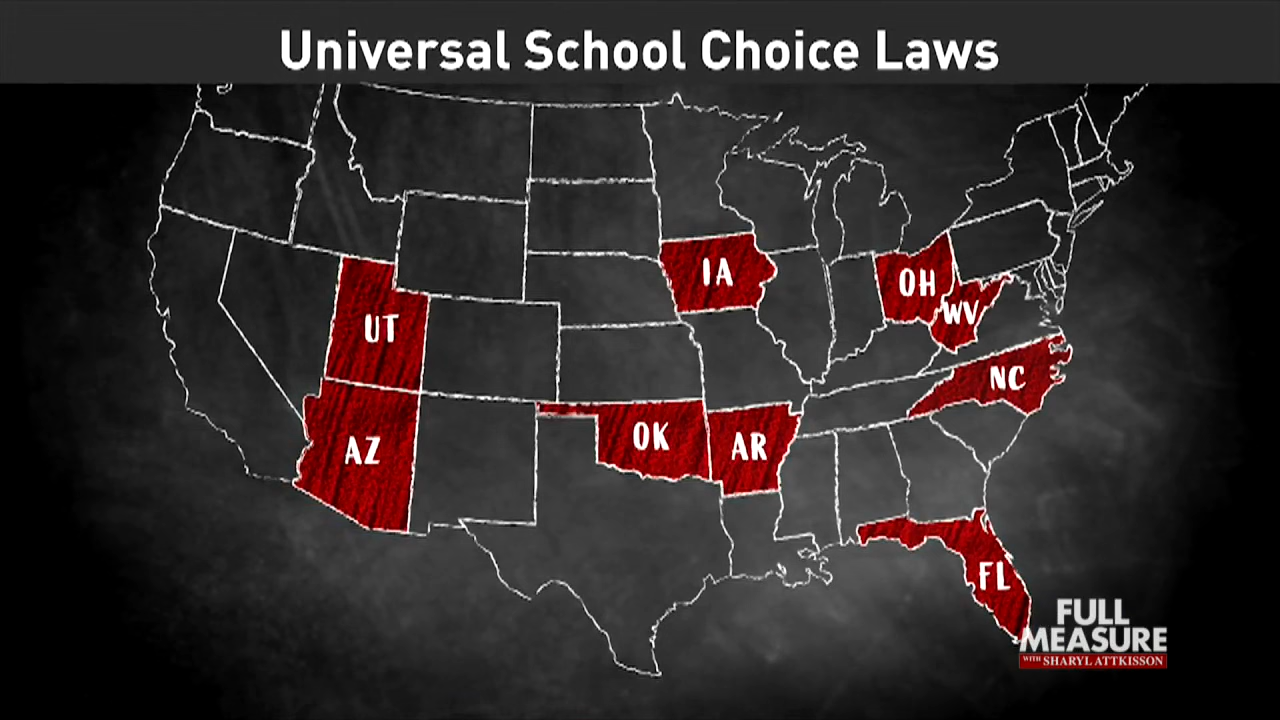 Universal School Choice Laws
IA
OH
WV
UT
NC
AZ
OK
AR
FL
FULL
MEASURE
WITH SHARYL ATTKISSON